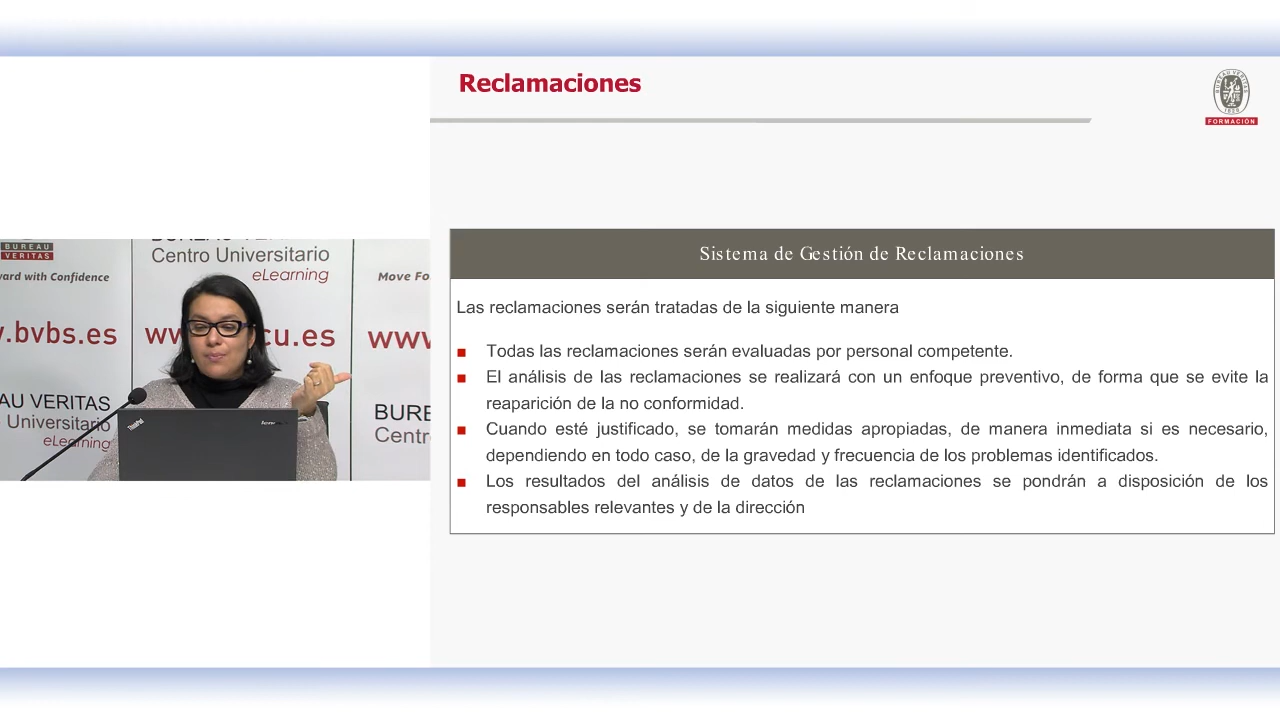 Reclamaciones
BUREAU VERITAS
1828
FORMACIÓN
Sistema de Gestión de Reclamaciones
Las reclamaciones serán tratadas de la siguiente manera
Todas las reclamaciones serán evaluadas por personal competente.
El análisis de las reclamaciones se realizará con un enfoque preventivo, de forma que se evite la
reaparición de la no conformidad.
Cuando esté justificado, se tomarán medidas apropiadas, de manera inmediata si es necesario,
dependiendo en todo caso, de la gravedad y frecuencia de los problemas identificados.
Los resultados del análisis de datos de las reclamaciones se pondrán a disposición de los
responsables relevantes y de la dirección
BUREAU
VERITAS
ward with Confidence
.bvbs.es
AU VERITAS
Universitario
eLearning
Centro Universitario
eLearning
cu.es
Move Fo
www
BURE
Centr
ThinkPad